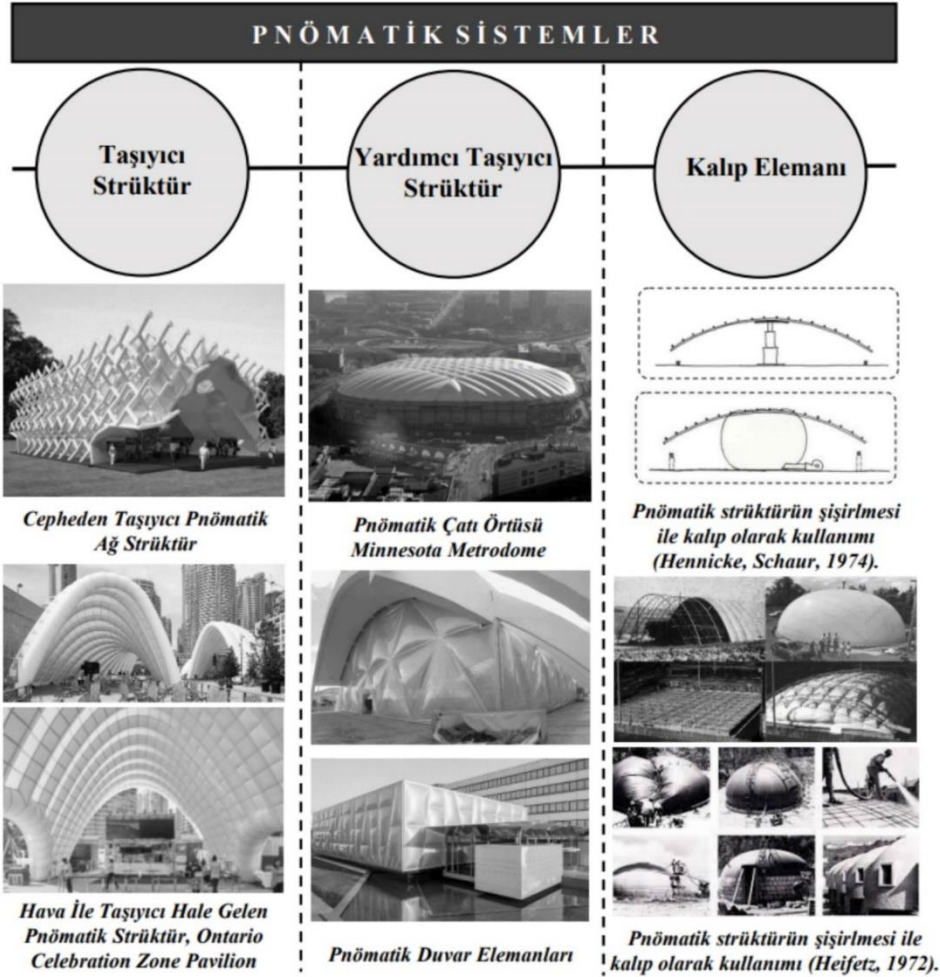 PNÖMATİK SİSTEMLER
Taşıyıcı
Strüktür
Yardımcı Taşıyıcı
Strüktür
Kalıp Elemanı
Cepheden Taşıyıcı Pnömatik
Ağ Strüktür
Hava İle Taşıyıcı Hale Gelen
Pnömatik Strüktür, Ontario
Celebration Zone Pavilion
Pnömatik Çatı Örtüsü
Minnesota Metrodome
Pnömatik Duvar Elemanları
Pnömatik strüktürün şişirilmesi
ile kalıp olarak kullanımı
(Hennicke, Schaur, 1974).
Pnömatik strüktürün şişirilmesi ile
kalıp olarak kullanımı (Heifetz, 1972).